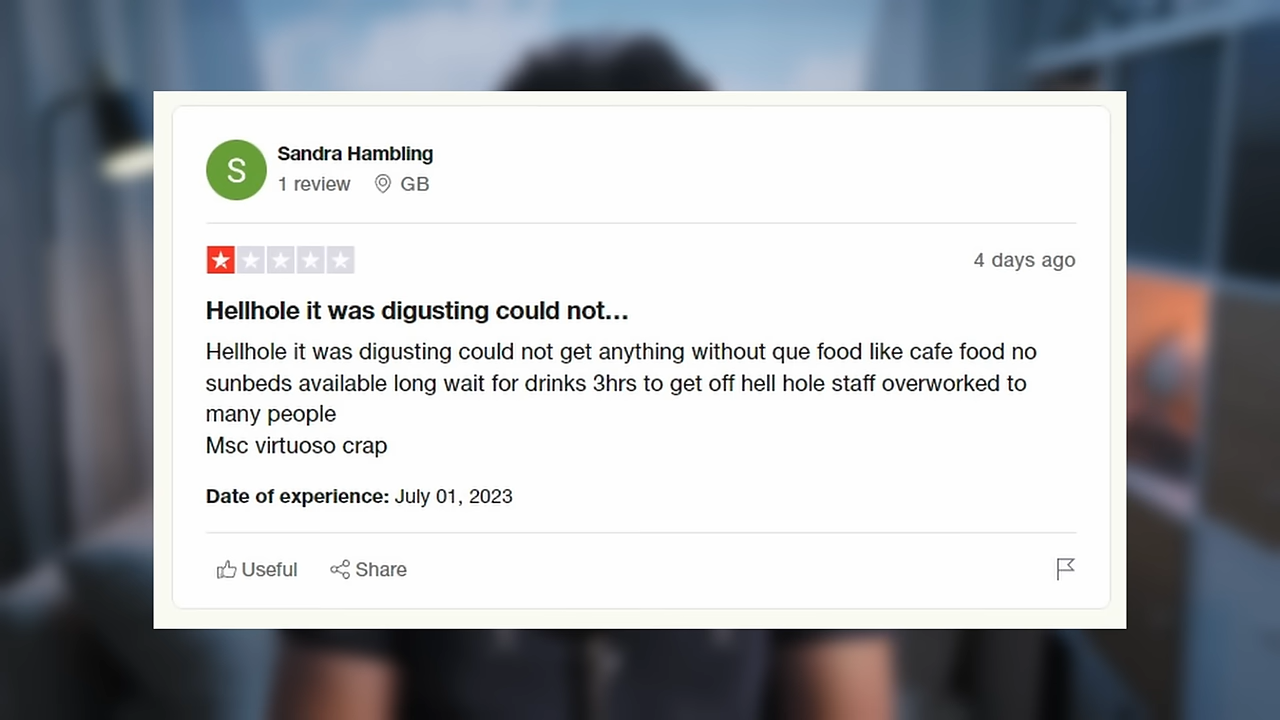 S
Sandra Hambling
1 review GB
4 days ago
Hellhole it was digusting could not...
Hellhole it was digusting could not get anything without que food like cafe food no
sunbeds available long wait for drinks 3hrs to get off hell hole staff overworked to
many people
Msc virtuoso crap
Date of experience: July 01, 2023
Useful Share